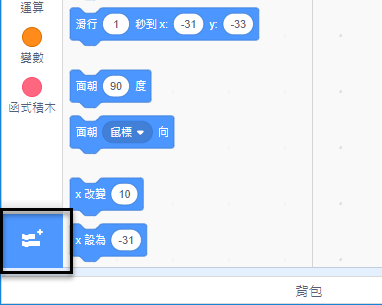 運算
變數
函式積木
滑行 1 秒到 x: -31 y: -33
面朝 90 度
面朝 鼠標 向
x 改變 10
x 設為 -31
背包